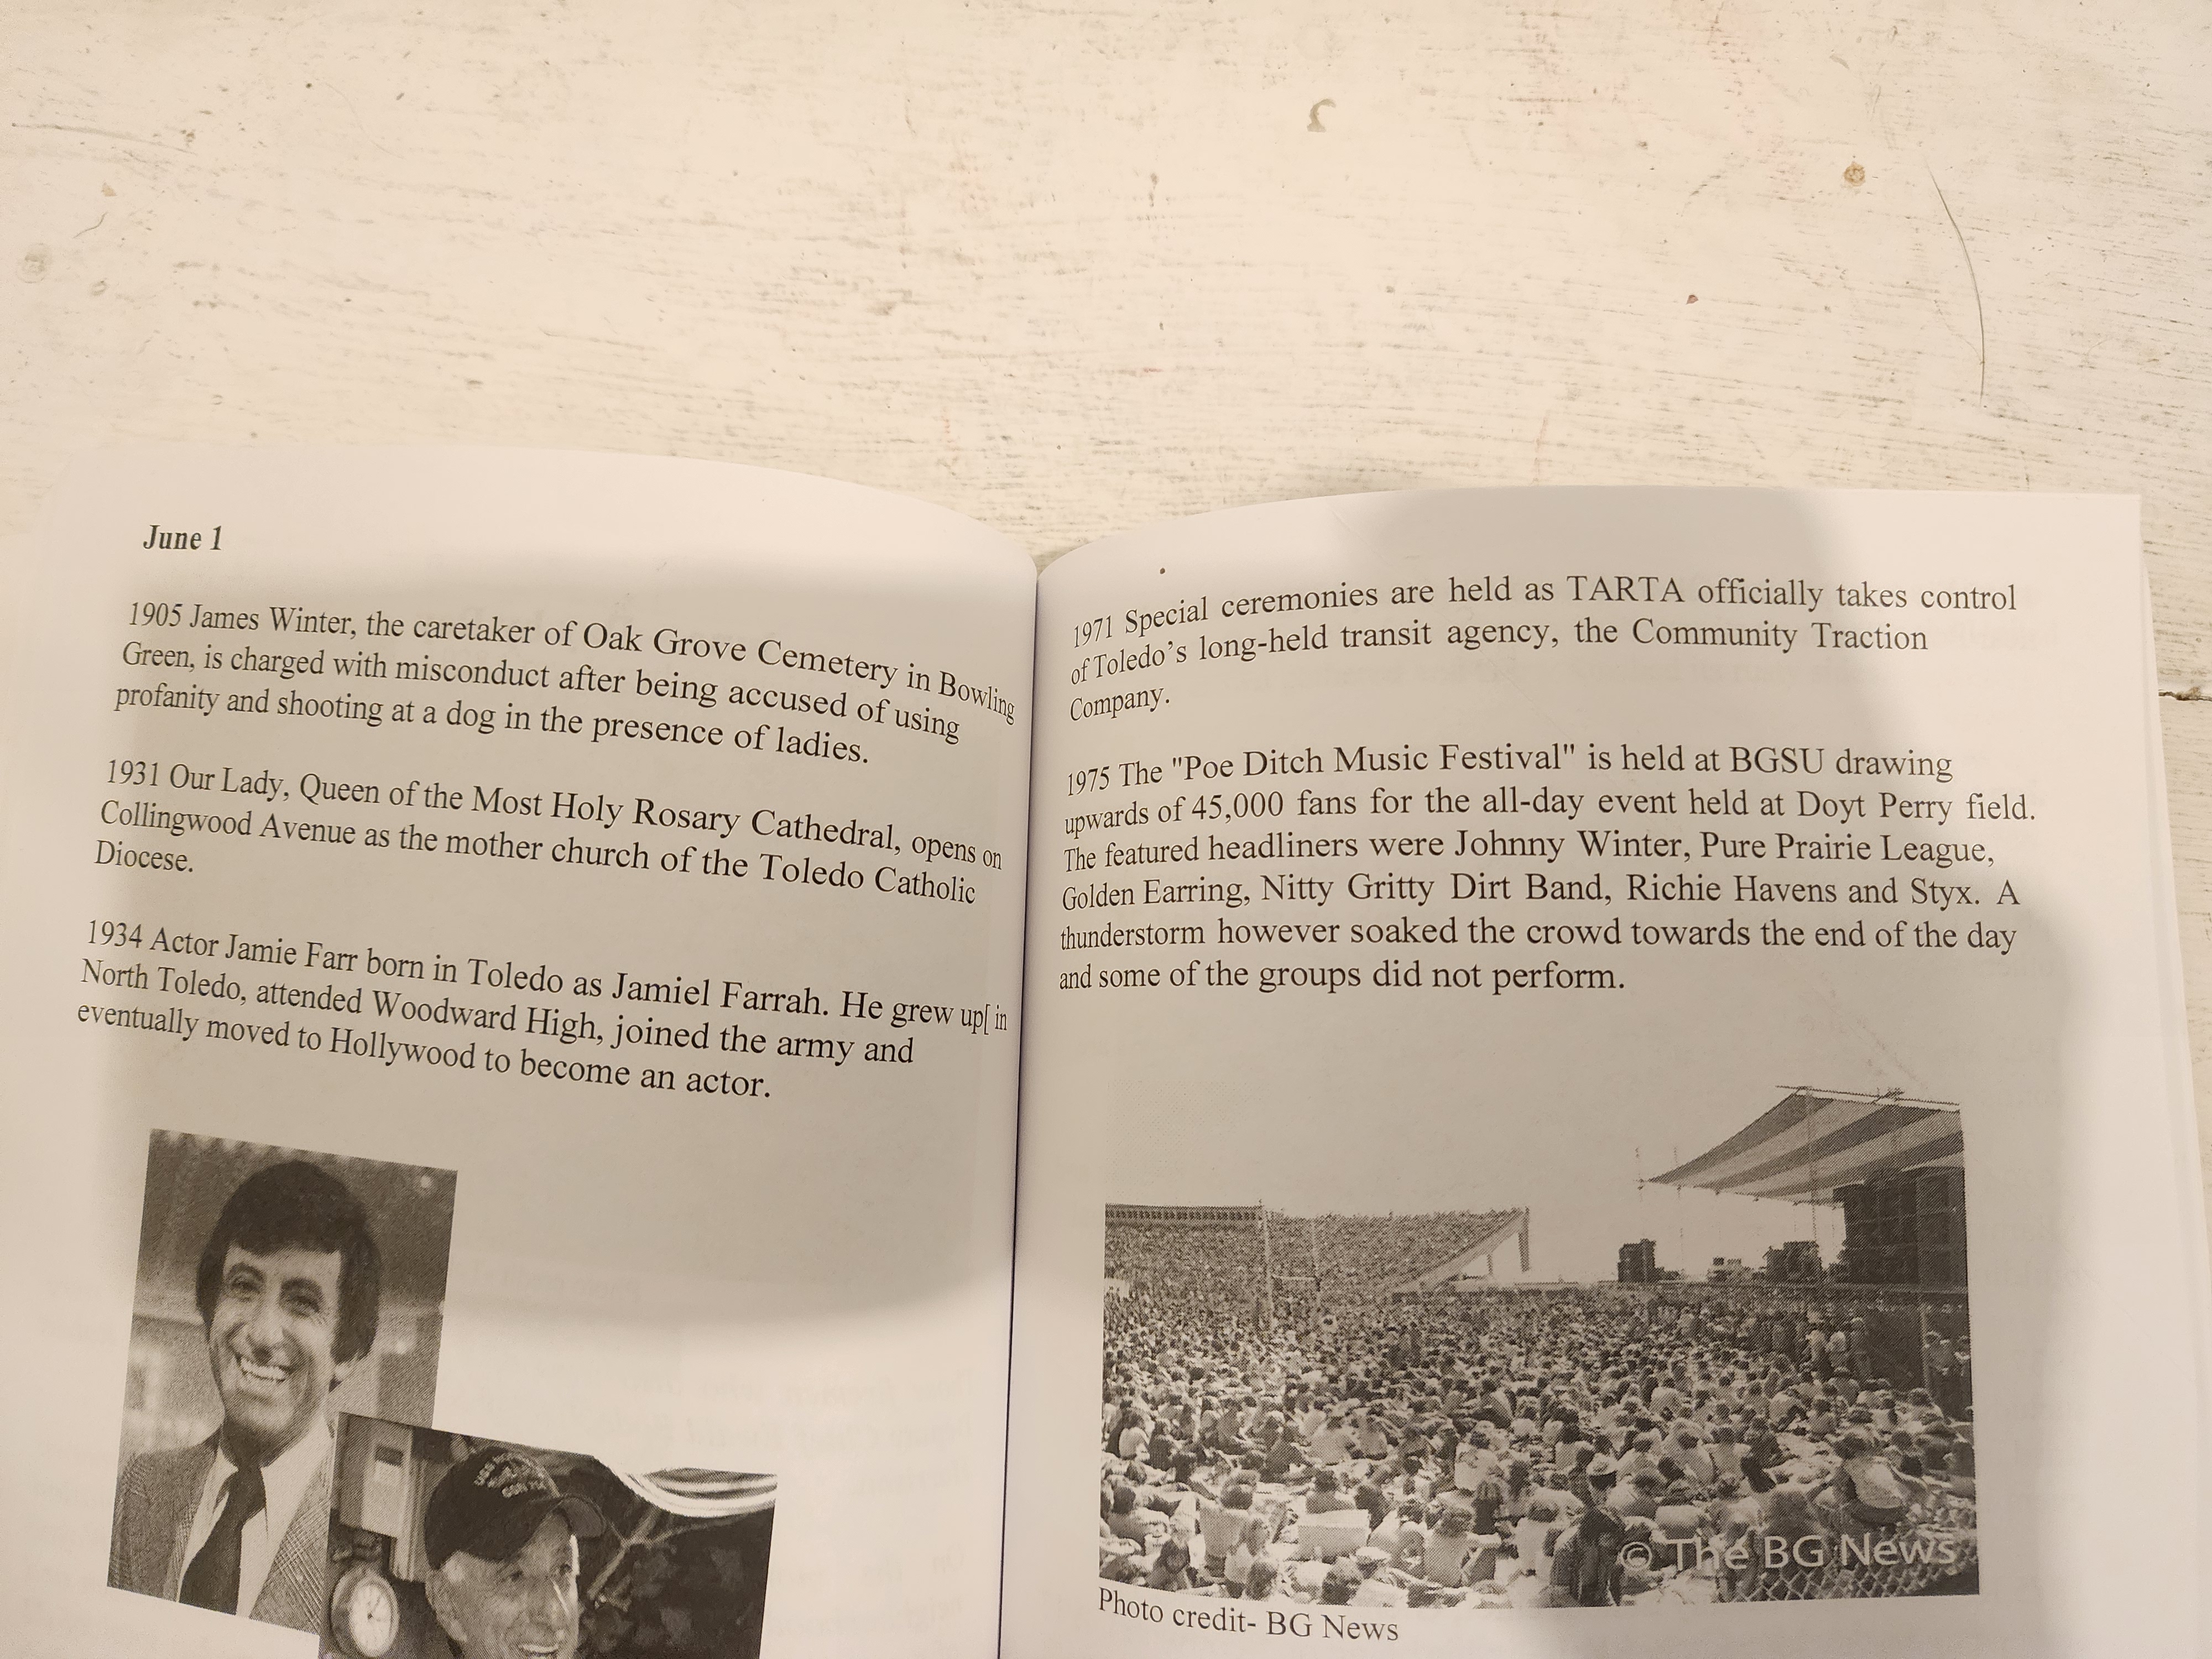 June 1
1905 James Winter, the caretaker of Oak Grove Cemetery in Bowling
Green, is charged with misconduct after being accused of using
profanity and shooting at a dog in the presence of ladies.
1931 Our Lady, Queen of the Most Holy Rosary Cathedral, opens on
Collingwood Avenue as the mother church of the Toledo Catholic
Diocese.
1934 Actor Jamie Farr born in Toledo as Jamiel Farrah. He grew up[ in
North Toledo, attended Woodward High, joined the army and
eventually moved to Hollywood to become an actor.
1971 Special ceremonies are held as TARTA officially takes control
of Toledo’s long-held transit agency, the Community Traction
Company.
1975 The "Poe Ditch Music Festival" is held at BGSU drawing
upwards of 45,000 fans for the all-day event held at Doyt Perry field.
The featured headliners were Johnny Winter, Pure Prairie League,
Golden Earring, Nitty Gritty Dirt Band, Richie Havens and Styx. A
thunderstorm however soaked the crowd towards the end of the day
and some of the groups did not perform.
© The BG News
Photo credit- BG News